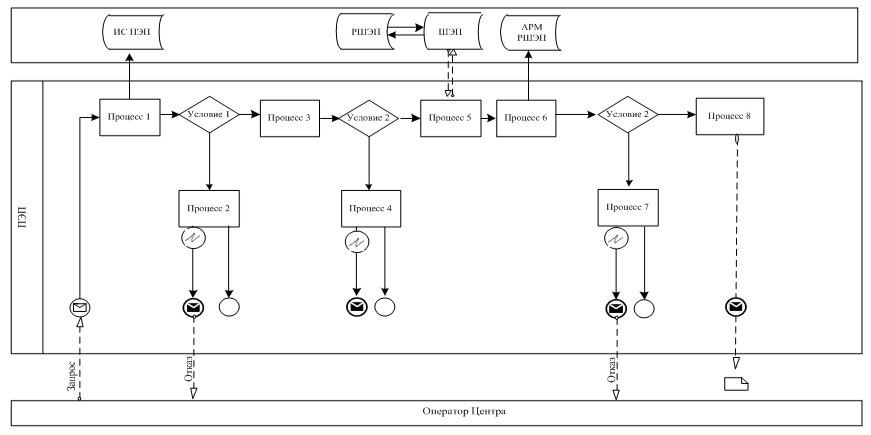 ИС ПЭП
РШЭП
ШЭП
АРМ
РШЭП
ПЭП
Процесс 1
Условие 1
Процесс 3
Условие 2
Процесс 5
Процесс 6
Условие 2
Процесс 8
Процесс 2
Процесс 4
Процесс 7
Запрос
Отказ
Отказ
Оператор Центра